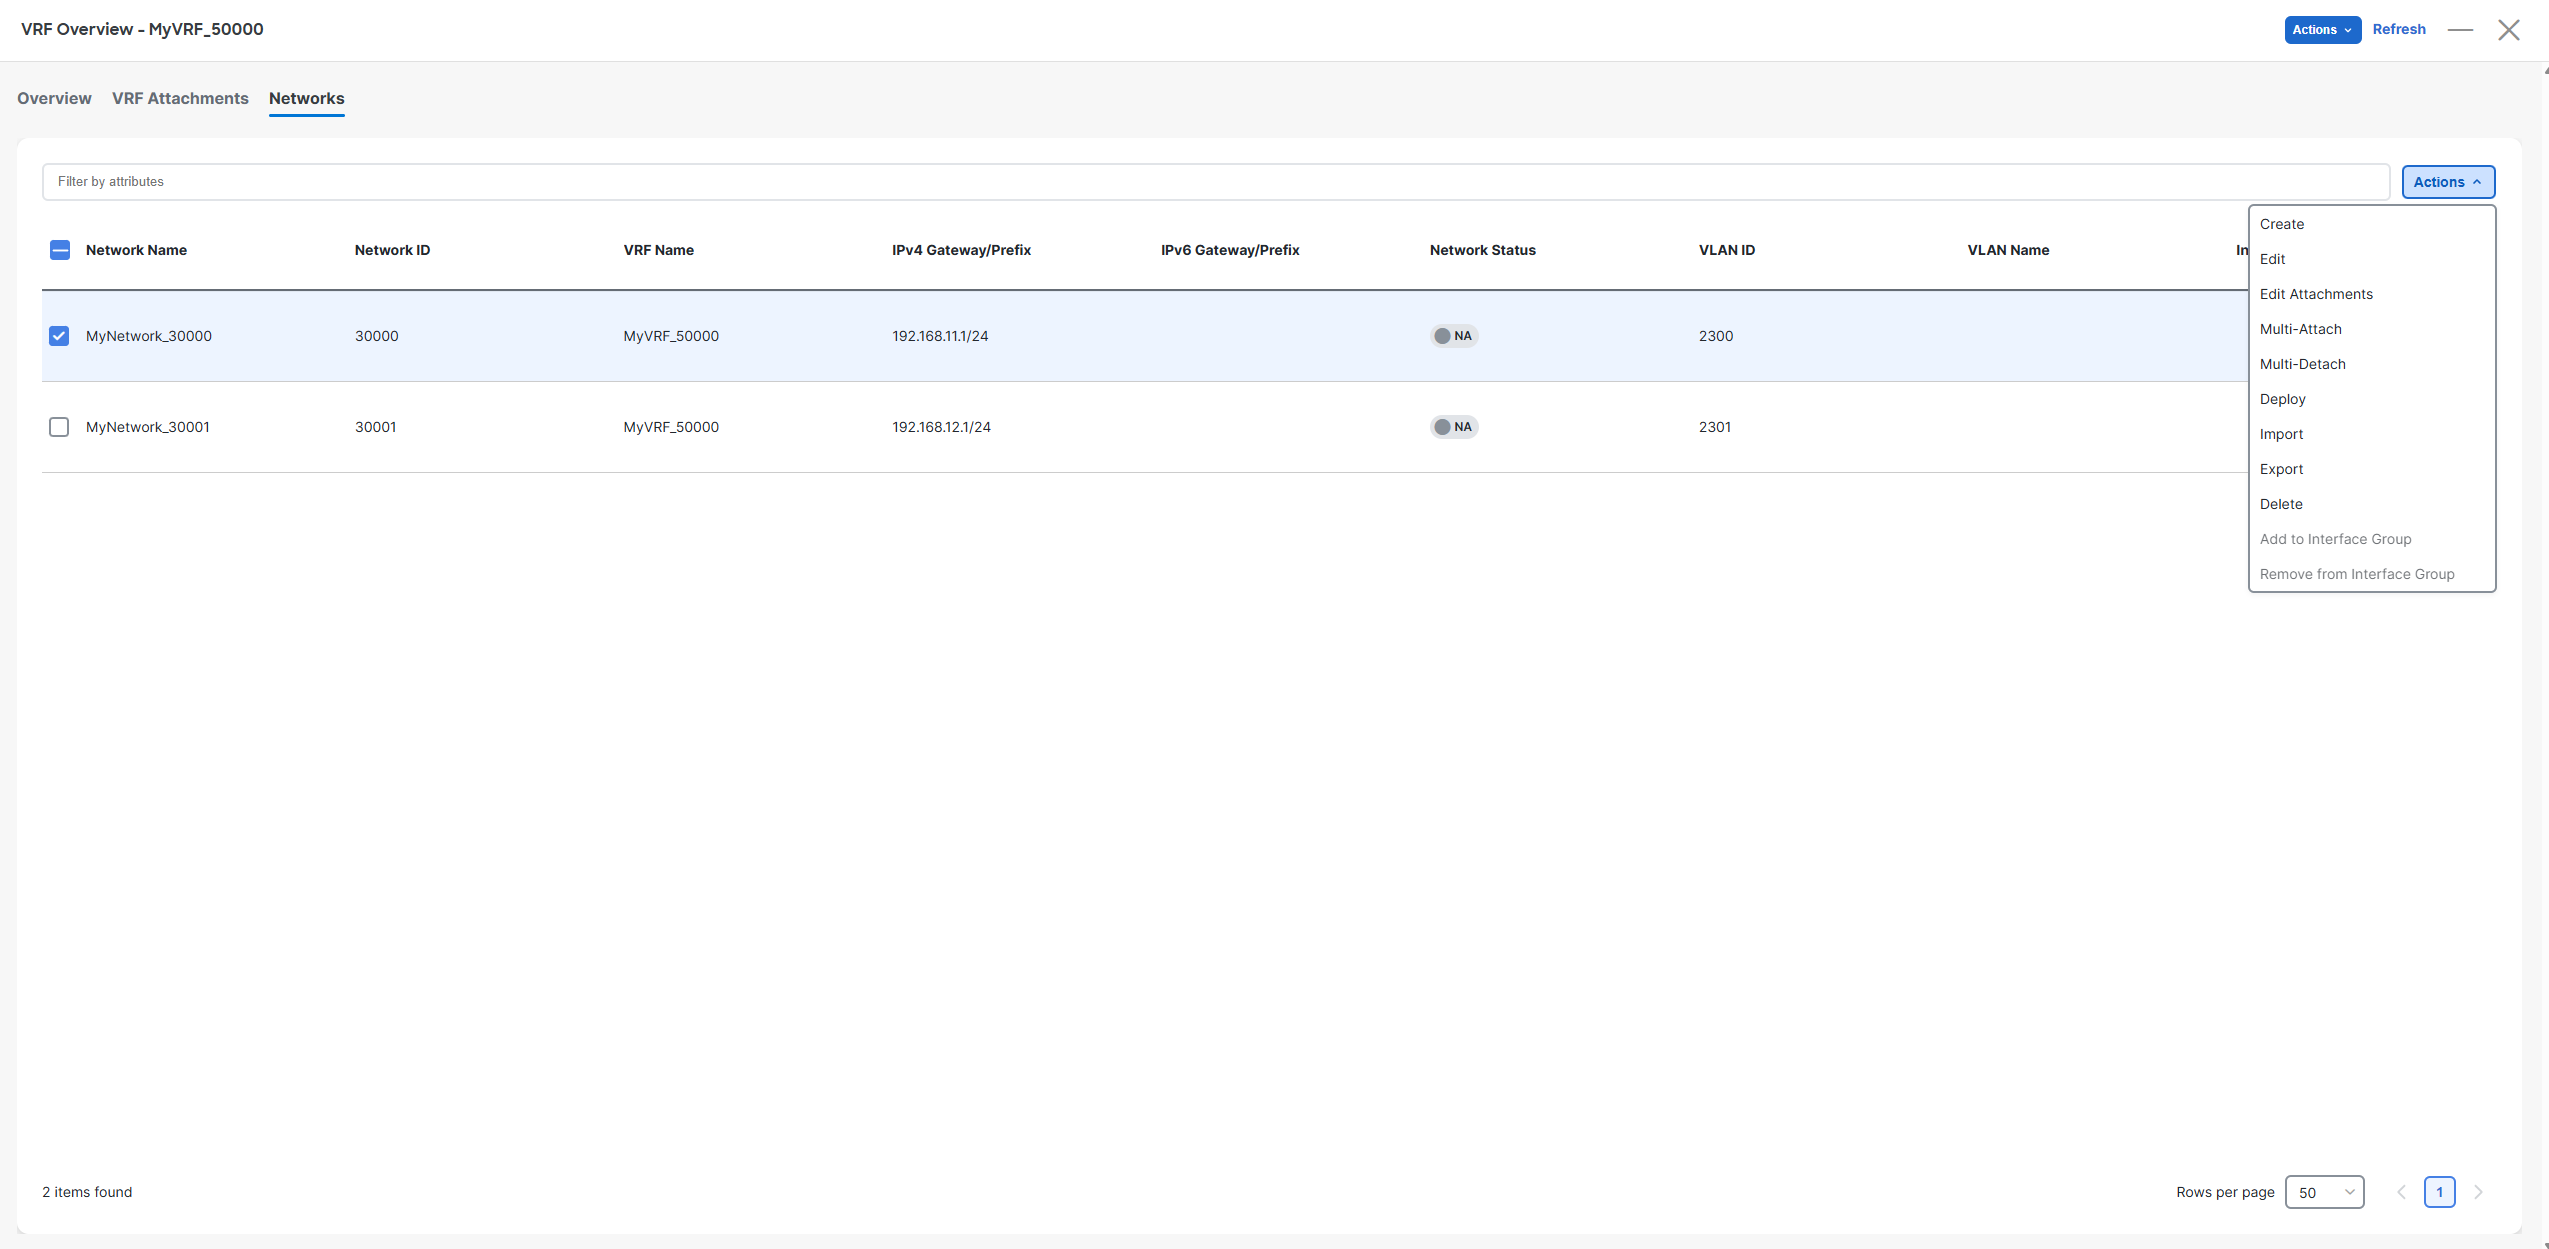 VRF Overview - MyVRF_50000
Actions Refresh
Overview VRF Attachments Networks
Filter by attributes
Actions
Network Name Network ID VRF Name IPv4 Gateway/Prefix IPv6 Gateway/Prefix Network Status VLAN ID VLAN Name In
MyNetwork_30000 30000 MyVRF_50000 192.168.11.1/24 NA 2300
MyNetwork_30001 30001 MyVRF_50000 192.168.12.1/24 NA 2301
Create
Edit
Edit Attachments
Multi-Attach
Multi-Detach
Deploy
Import
Export
Delete
Add to Interface Group
Remove from Interface Group
2 items found
Rows per page 50 1